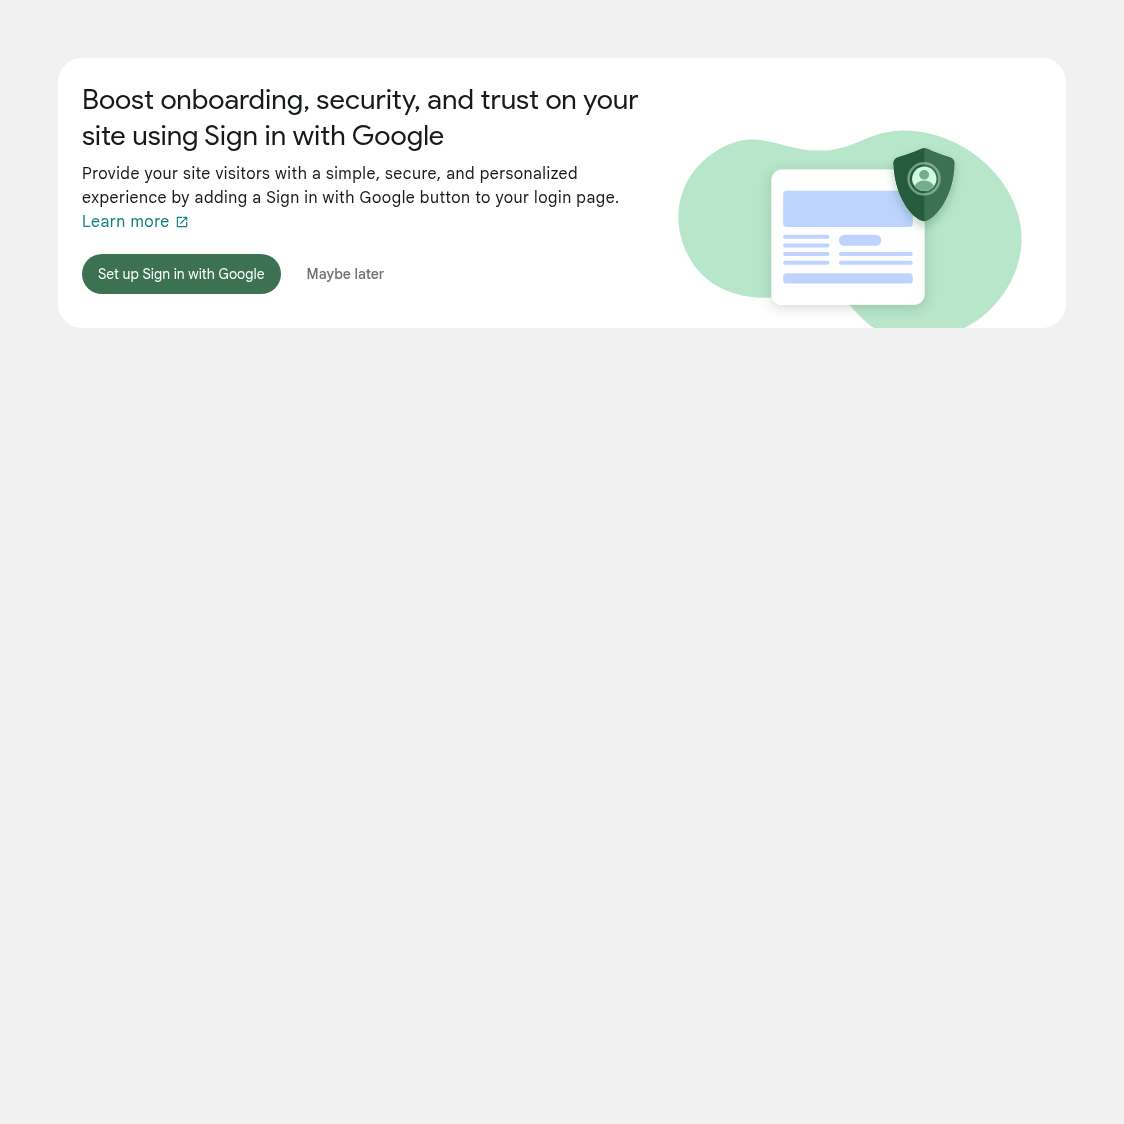 Boost onboarding, security, and trust on your
site using Sign in with Google
Provide your site visitors with a simple, secure, and personalized
experience by adding a Sign in with Google button to your login page.
Learn more
Set up Sign in with Google
Maybe later